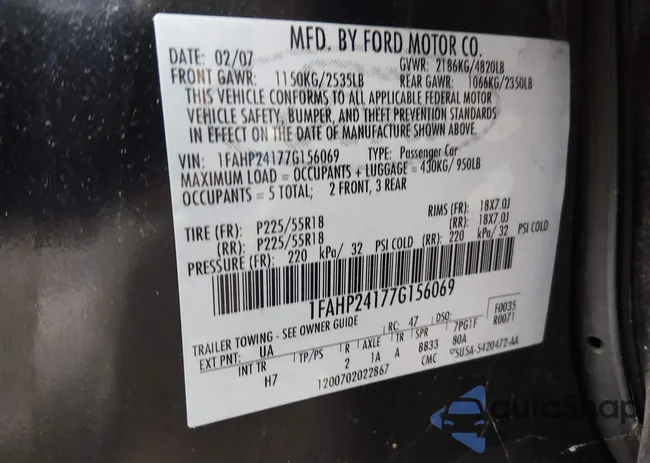 MFD. BY FORD MOTOR CO.
DATE: 02/07 GVWR: 2186KG/4820LB
FRONT GAWR: 1150KG/2535LB REAR GAWR: 1066KG/2350LB
THIS VEHICLE CONFORMS TO ALL APPLICABLE FEDERAL MOTOR
VEHICLE SAFETY, BUMPER, AND THEFT PREVENTION STANDARDS
IN EFFECT ON THE DATE OF MANUFACTURE SHOWN ABOVE.
VIN: 1FAHP24177G156069 TYPE: Passenger Car
MAXIMUM LOAD = OCCUPANTS + LUGGAGE = 430KG/ 950LB
OCCUPANTS = 5 TOTAL; 2 FRONT, 3 REAR
TIRE (FR): P225/55R18 RIMS (FR): 18X7.0J
(RR): P225/55R18 (RR): 18X7.0J
PRESSURE (FR): 220 kPa/ 32 PSI COLD (RR): 220 kPa/ 32 PSI COLD
1FAHP24177G156069
TRAILER TOWING - SEE OWNER GUIDE
F0035
R0071
EXT PNT: UA RC: 47 DSO:
INT TR TP/PS R AXLE TR SPR 7PG1F
H7 2 1A A BB33 80A
1200702022867 CMC 5U5A-5420472-AA
autoShap